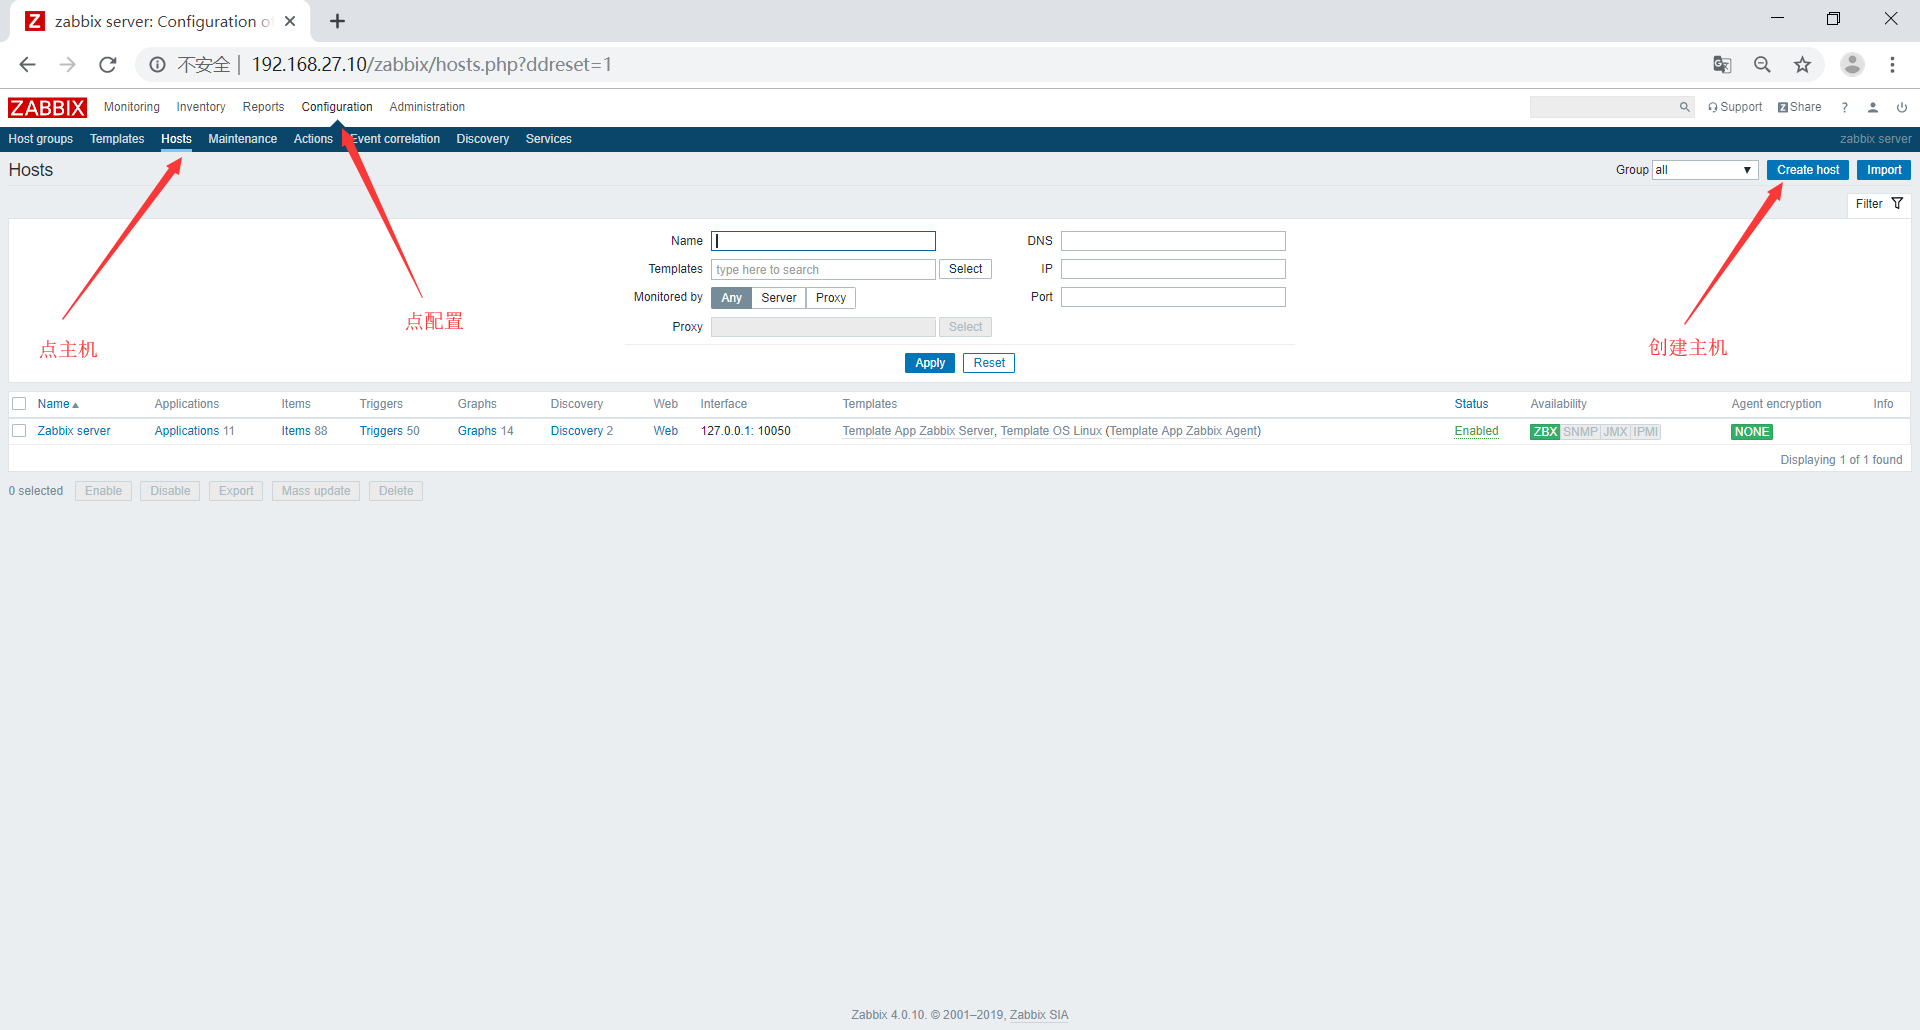 Z zabbix server: Configuration o
不安全 | 192.168.27.10/zabbix/hosts.php?ddreset=1
ZABBIX Monitoring Inventory Reports Configuration Administration Support Z Share ?
Host groups Templates Hosts Maintenance Actions Event correlation Discovery Services zabbix server
Hosts Group all Create host Import
Filter
Name DNS
Templates type here to search Select IP
Monitored by Any Server Proxy Port
Proxy Select
点配置
点主机
创建主机
Apply Reset
Name Applications Items Triggers Graphs Discovery Web Interface Templates Status Availability Agent encryption Info
Zabbix server Applications 11 Items 88 Triggers 50 Graphs 14 Discovery 2 Web 127.0.0.1: 10050 Template App Zabbix Server, Template OS Linux (Template App Zabbix Agent) Enabled ZBX SNMP JMX IPMI NONE
Displaying 1 of 1 found
0 selected Enable Disable Export Mass update Delete
Zabbix 4.0.10. © 2001–2019, Zabbix SIA